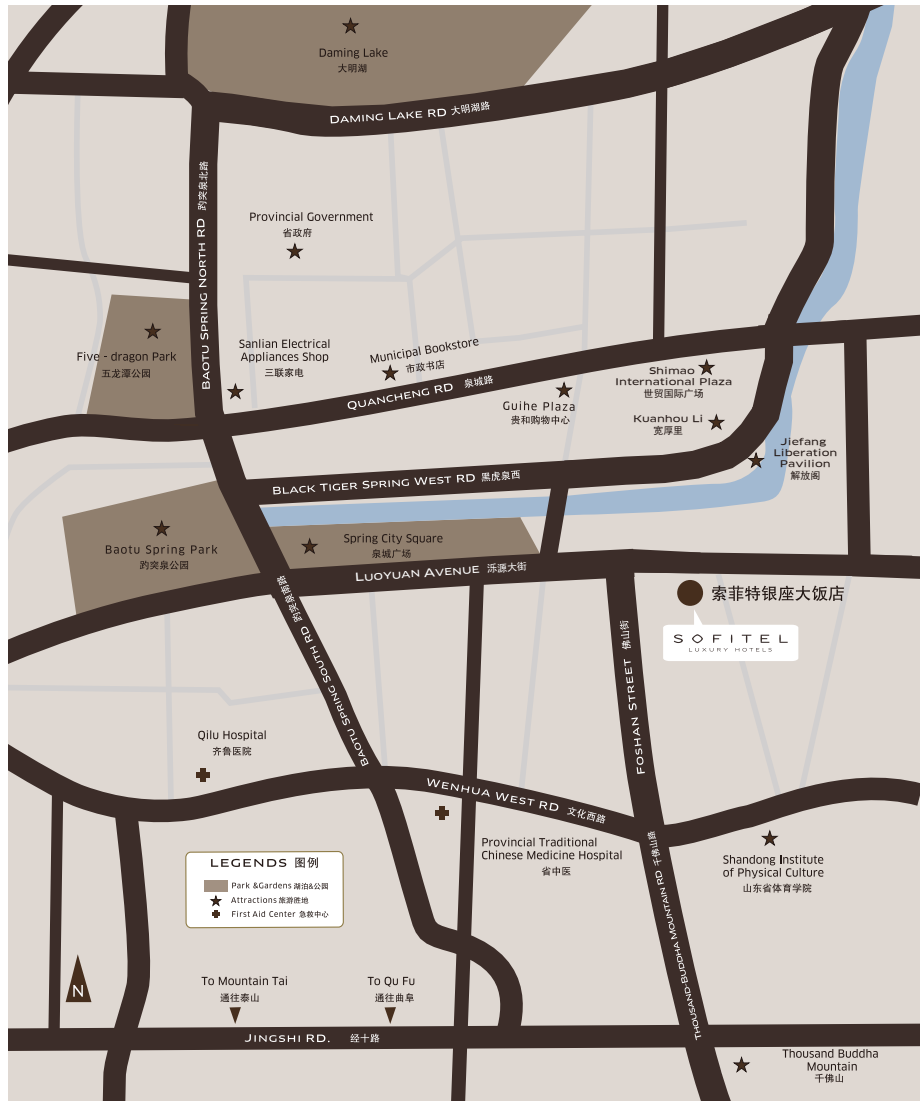 Daming Lake
大明湖
DAMING LAKE RD 大明湖路
BAOTU SPRING NORTH RD 趵突泉北路
Provincial Government
省政府
Five - dragon Park
五龙潭公园
Sanlian Electrical
Appliances Shop
三联家电
Municipal Bookstore
市政书店
QUANCHENG RD 泉城路
Guihe Plaza
贵和购物中心
Shimao
International Plaza
世贸国际广场
Kuanhou Li
宽厚里
Jiefang
Liberation
Pavilion
解放阁
BLACK TIGER SPRING WEST RD 黑虎泉西
Baotu Spring Park
趵突泉公园
Spring City Square
泉城广场
LUOYUAN AVENUE 泺源大街
索菲特银座大饭店
SOFITEL
LUXURY HOTELS
BAOTU SPRING SOUTH RD 趵突泉南路
FOSHAN STREET 佛山街
Qilu Hospital
齐鲁医院
WENHUA WEST RD 文化西路
Provincial Traditional
Chinese Medicine Hospital
省中医
THOUSAND BUDDHA MOUNTAIN RD 千佛山路
Shandong Institute
of Physical Culture
山东省体育学院
LEGENDS 图例
Park &Gardens 湖泊&公园
Attractions 旅游胜地
First Aid Center 急救中心
N
To Mountain Tai
通往泰山
To Qu Fu
通往曲阜
JINGSHI RD. 经十路
Thousand Buddha
Mountain
千佛山